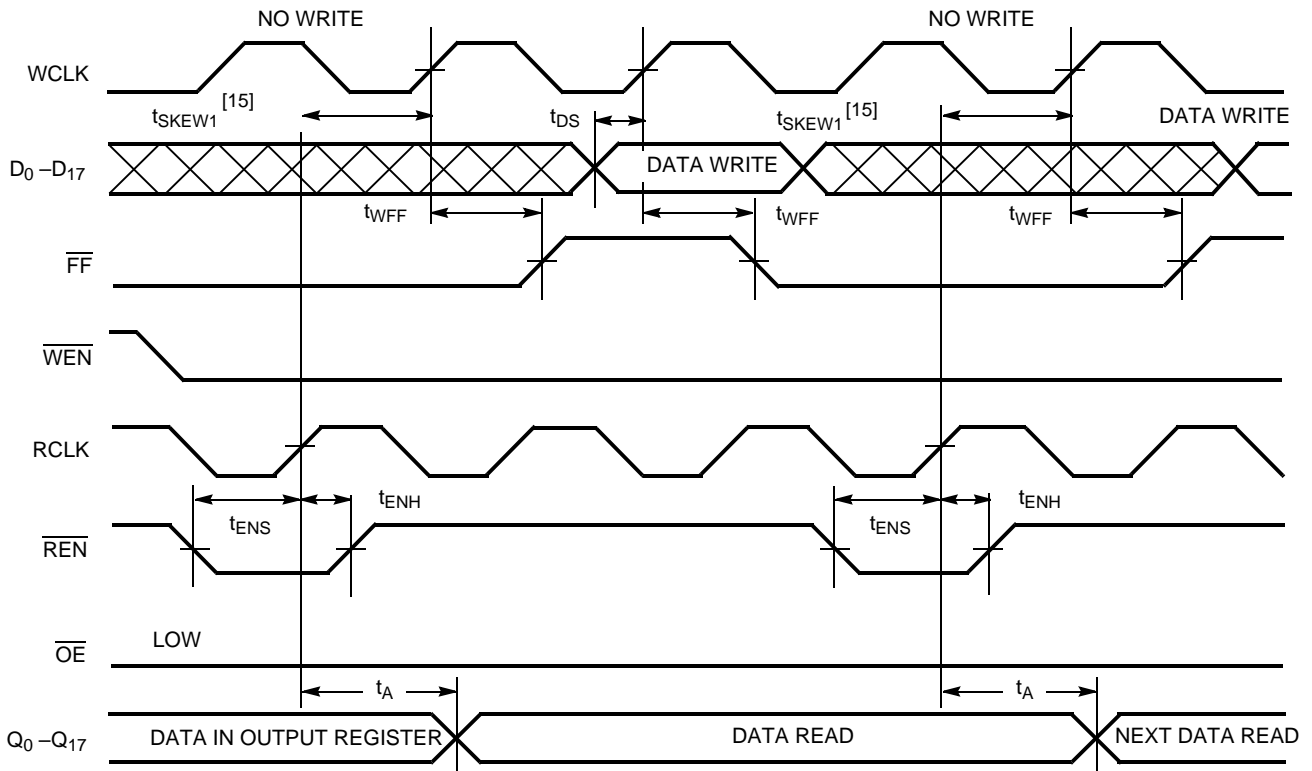 NO WRITE NO WRITE
WCLK
tSKEW1 [15] tDS tSKEW1 [15] DATA WRITE
D0 –D17 DATA WRITE
tWFF tWFF tWFF
FF
WEN
RCLK
tENH tENH
tENS tENS
REN
LOW
OE
tA tA
Q0 –Q17 DATA IN OUTPUT REGISTER DATA READ NEXT DATA READ